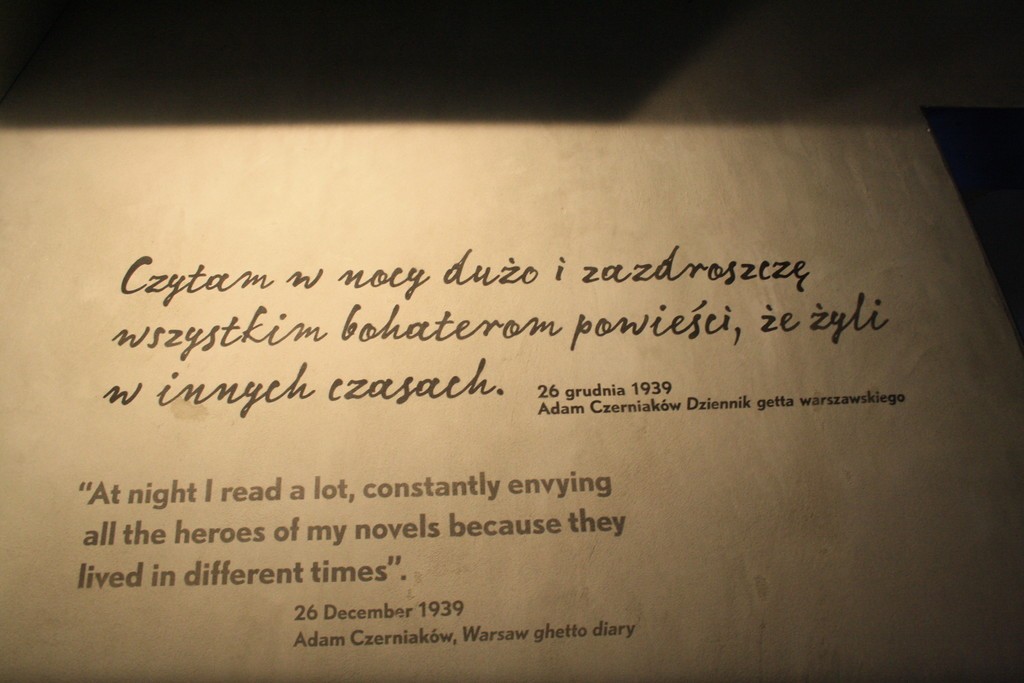 Czytam w nocy dużo i zazdroszczę
wszystkim bohaterom powieści, że żyli
w innych czasach.
26 grudnia 1939
Adam Czerniaków Dziennik getta warszawskiego
“At night I read a lot, constantly envying
all the heroes of my novels because they
lived in different times”.
26 December 1939
Adam Czerniaków, Warsaw ghetto diary